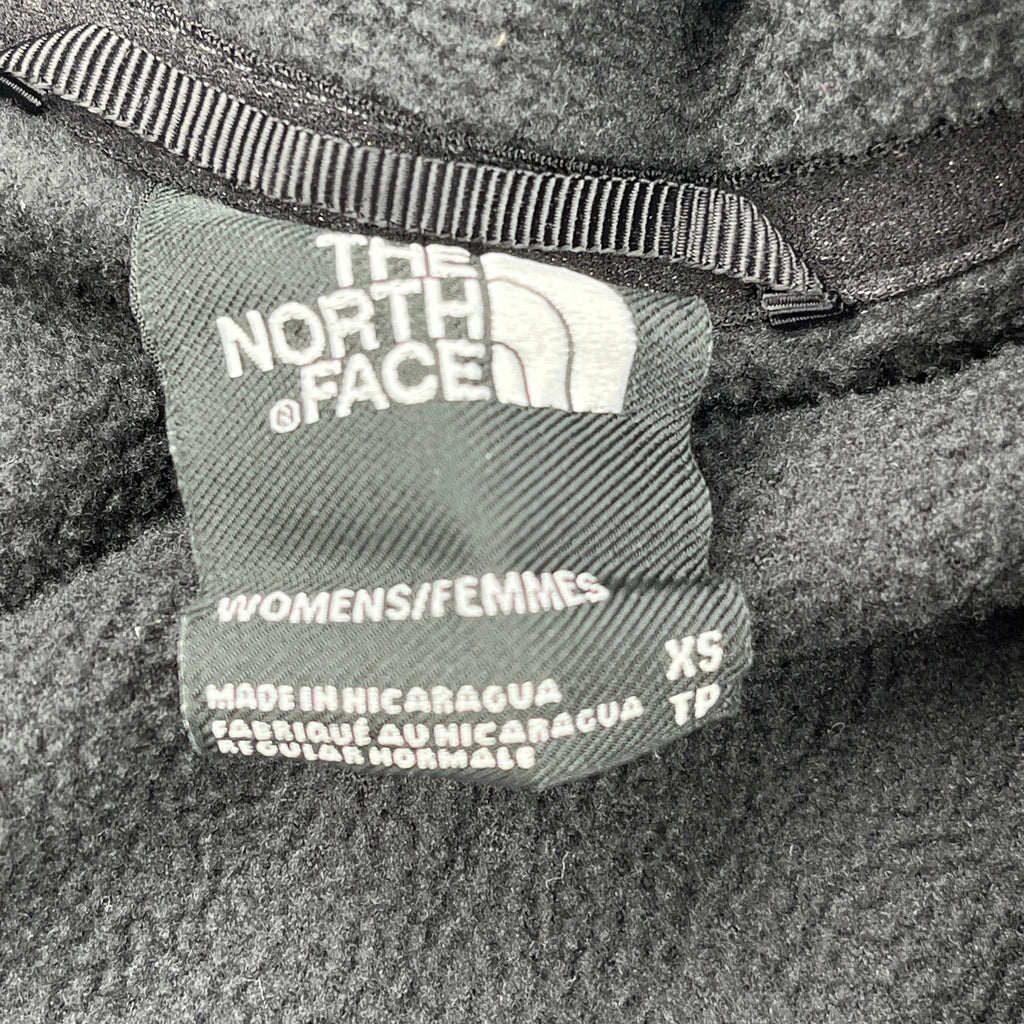 THE
NORTH
®FACE
WOMENS/FEMMES
XS
MADE IN NICARAGUA
TP
FABRIQUÉ AU NICARAGUA
REGULAR NORMALE